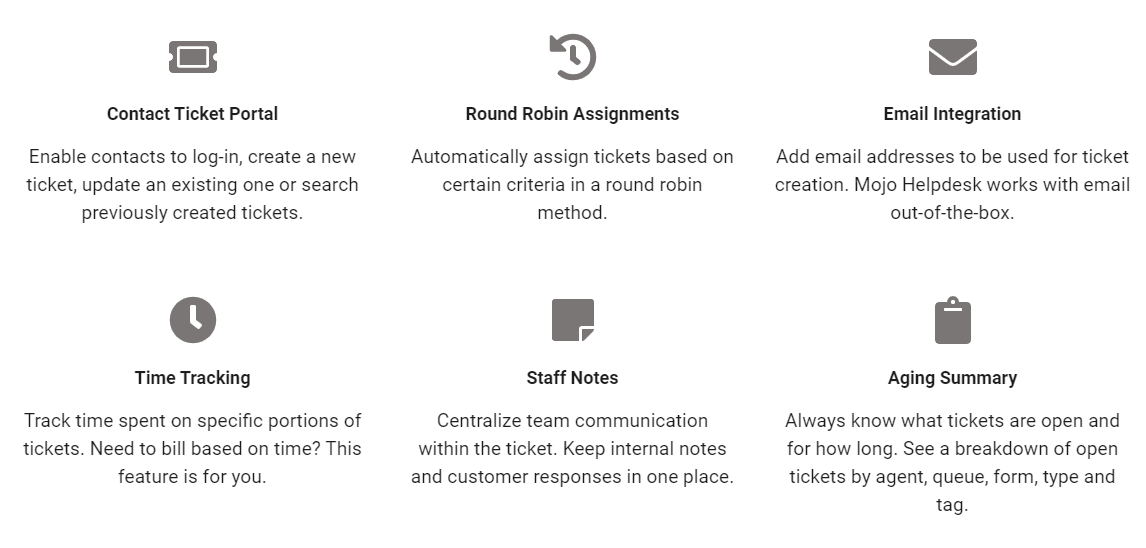 Contact Ticket Portal
Enable contacts to log-in, create a new
ticket, update an existing one or search
previously created tickets.
Round Robin Assignments
Automatically assign tickets based on
certain criteria in a round robin
method.
Email Integration
Add email addresses to be used for ticket
creation. Mojo Helpdesk works with email
out-of-the-box.
Time Tracking
Track time spent on specific portions of
tickets. Need to bill based on time? This
feature is for you.
Staff Notes
Centralize team communication
within the ticket. Keep internal notes
and customer responses in one place.
Aging Summary
Always know what tickets are open and
for how long. See a breakdown of open
tickets by agent, queue, form, type and
tag.